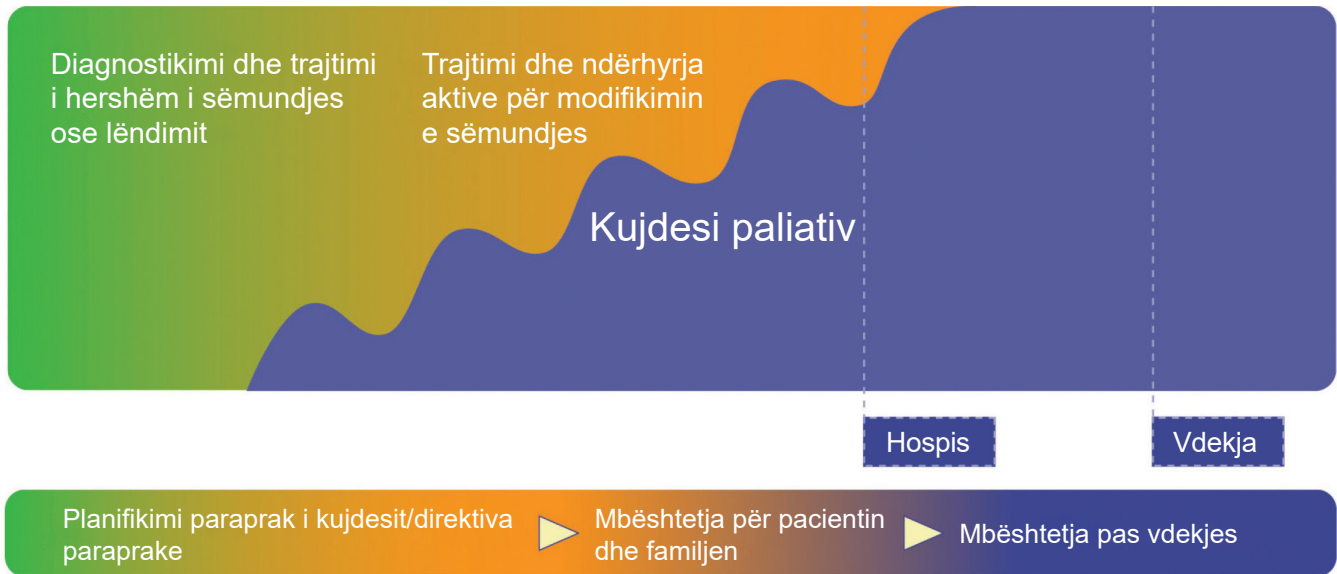 Diagnostikimi dhe trajtimi
i hershëm i sëmundjes
ose lëndimit
Trajtimi dhe ndërhyrja
aktive për modifikimin
e sëmundjes
Kujdesi paliativ
Hospis
Vdekja
Planifikimi paraprak i kujdesit/direktiva
paraprake
Mbështetja për pacientin
dhe familjen
Mbështetja pas vdekjes